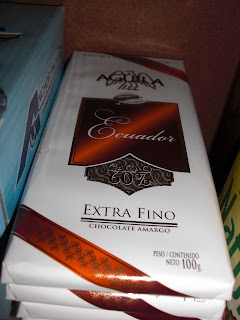 AGUILA
Ecuador
60%
EXTRA FINO
CHOCOLATE AMARGO
PESO / CONTENIDO
NETO 100g